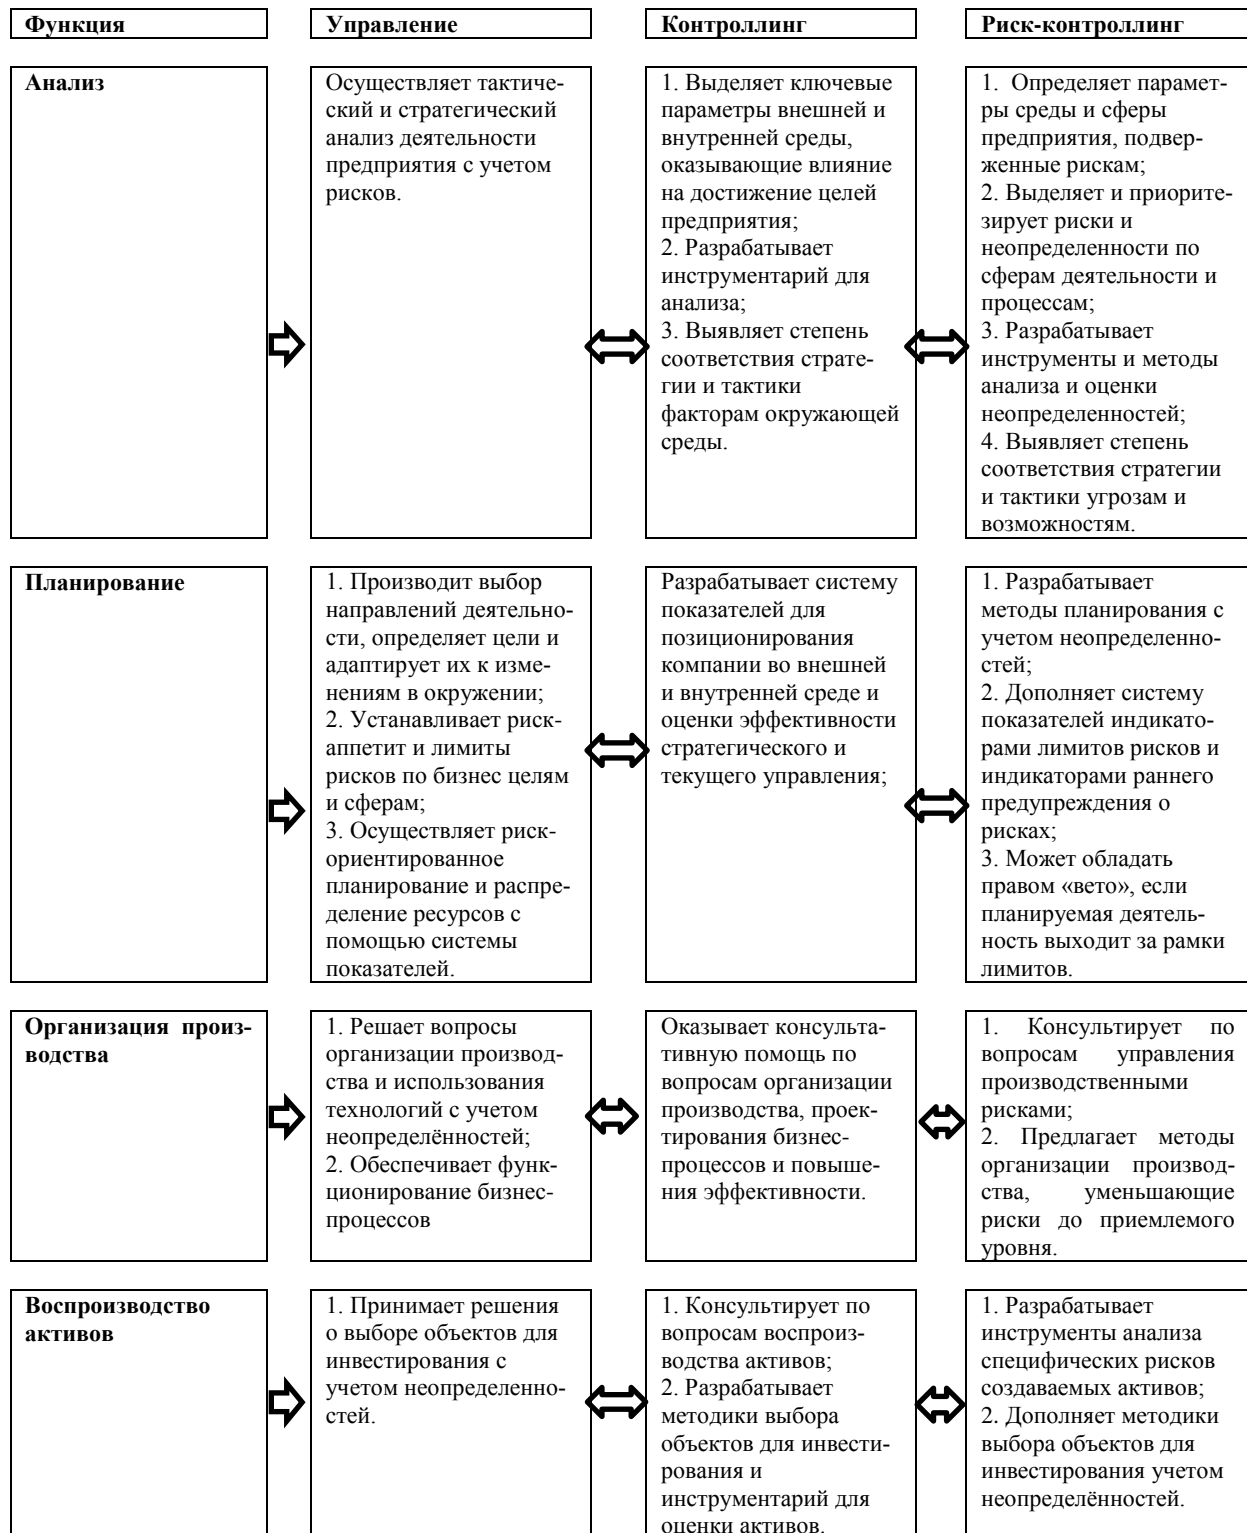 Функция
Управление
Контроллинг
Риск-контроллинг
Анализ
Осуществляет тактиче-
ский и стратегический
анализ деятельности
предприятия с учетом
рисков.
1. Выделяет ключевые
параметры внешней и
внутренней среды,
оказывающие влияние
на достижение целей
предприятия;
2. Разрабатывает
инструментарий для
анализа;
3. Выявляет степень
соответствия страте-
гии и тактики
факторам окружающей
среды.
1. Определяет парамет-
ры среды и сферы
предприятия, подвер-
женные рискам;
2. Выделяет и приорите-
зирует риски и
неопределенности по
сферам деятельности и
процессам;
3. Разрабатывает
инструменты и методы
анализа и оценки
неопределенностей;
4. Выявляет степень
соответствия стратегии
и тактики угрозам и
возможностям.
Планирование
1. Производит выбор
направлений деятельно-
сти, определяет цели и
адаптирует их к изме-
нениям в окружении;
2. Устанавливает риск-
аппетит и лимиты
рисков по бизнес целям
и сферам;
3. Осуществляет риск-
ориентированное
планирование и распре-
деление ресурсов с
помощью системы
показателей.
Разрабатывает систему
показателей для
позиционирования
компании во внешней
и внутренней среде и
оценки эффективности
стратегического и
текущего управления;
1. Разрабатывает
методы планирования с
учетом неопределенно-
стей;
2. Дополняет систему
показателей индикато-
рами лимитов рисков и
индикаторами раннего
предупреждения о
рисках;
3. Может обладать
правом «вето», если
планируемая деятель-
ность выходит за рамки
лимитов.
Организация произ-
водства
1. Решает вопросы
организации производ-
ства и использования
технологий с учетом
неопределённостей;
2. Обеспечивает функ-
ционирование бизнес-
процессов
Оказывает консульта-
тивную помощь по
вопросам организации
производства, проек-
тирования бизнес-
процессов и повыше-
ния эффективности.
1. Консультирует по
вопросам управления
производственными
рисками;
2. Предлагает методы
организации производ-
ства, уменьшающие
риски до приемлемого
уровня.
Воспроизводство
активов
1. Принимает решения
о выборе объектов для
инвестирования с
учетом неопределенно-
стей.
1. Консультирует по
вопросам воспроиз-
водства активов;
2. Разрабатывает
методики выбора
объектов для инвести-
рования и
инструментарий для
оценки активов.
1. Разрабатывает
инструменты анализа
специфических рисков
создаваемых активов;
2. Дополняет методики
выбора объектов для
инвестирования учетом
неопределённостей.